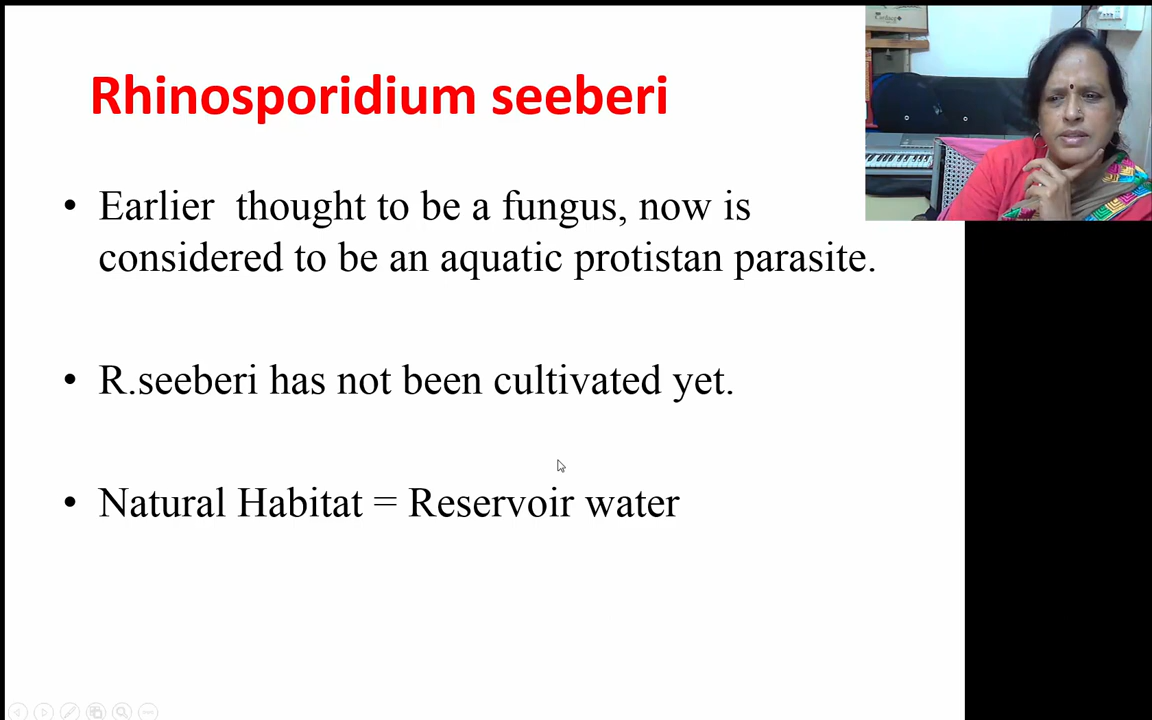 Rhinosporidium seeberi
• Earlier thought to be a fungus, now is
considered to be an aquatic protistan parasite.
• R.seeberi has not been cultivated yet.
• Natural Habitat = Reservoir water